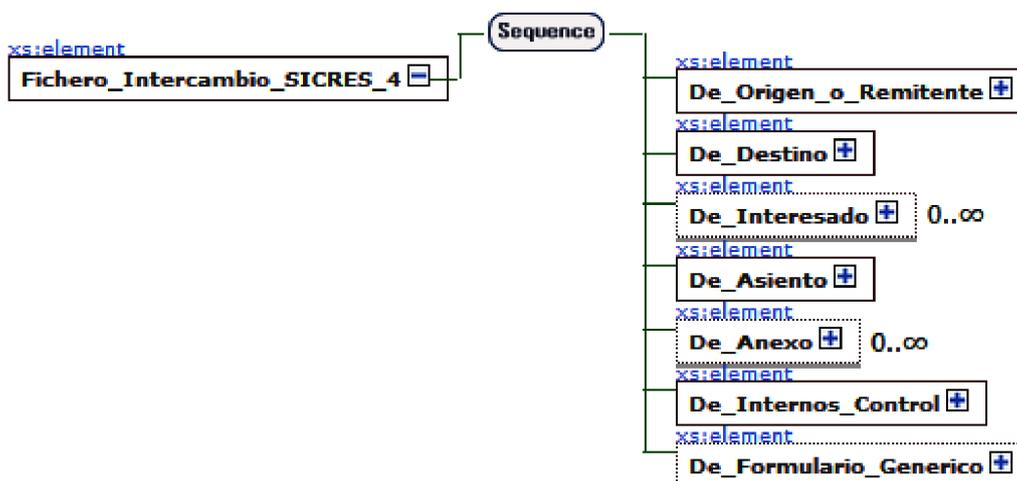 Sequence
xs:element
Fichero_Intercambio_SICRES_4
xs:element
De_Origen_o_Remitente
xs:element
De_Destino
xs:element
De_Interesado 0..∞
xs:element
De_Asiento
xs:element
De_Anexo 0..∞
xs:element
De_Internos_Control
xs:element
De_Formulario_Generico